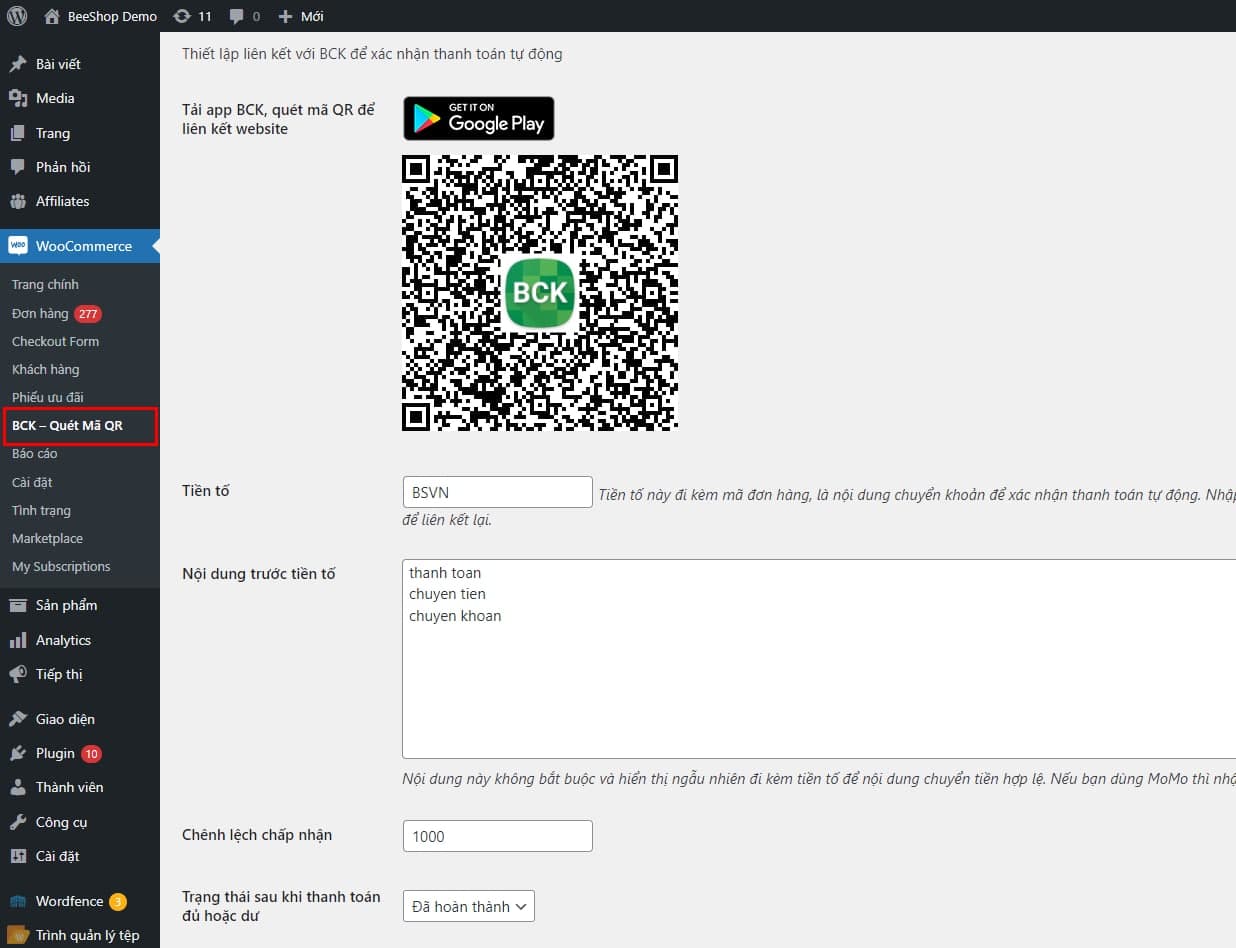 BeeShop Demo 11 0 Mới
Bài viết
Media
Trang
Phản hồi
Affiliates
WooCommerce
Trang chính
Đơn hàng 277
Checkout Form
Khách hàng
Phiếu ưu đãi
BCK – Quét Mã QR
Báo cáo
Cài đặt
Tình trạng
Marketplace
My Subscriptions
Sản phẩm
Analytics
Tiếp thị
Giao diện
Plugin 10
Thành viên
Công cụ
Cài đặt
Wordfence 3
Trình quản lý tệp
Thiết lập liên kết với BCK để xác nhận thanh toán tự động
Tải app BCK, quét mã QR để
liên kết website
GET IT ON
Google Play
BCK
Tiền tố
BSVN
Tiền tố này đi kèm mã đơn hàng, là nội dung chuyển khoản để xác nhận thanh toán tự động. Nhập
để liên kết lại.
Nội dung trước tiền tố
thanh toan
chuyen tien
chuyen khoan
Nội dung này không bắt buộc và hiển thị ngẫu nhiên đi kèm tiền tố để nội dung chuyển tiền hợp lệ. Nếu bạn dùng MoMo thì
Chênh lệch chấp nhận
1000
Trạng thái sau khi thanh toán
đủ hoặc dư
Đã hoàn thành